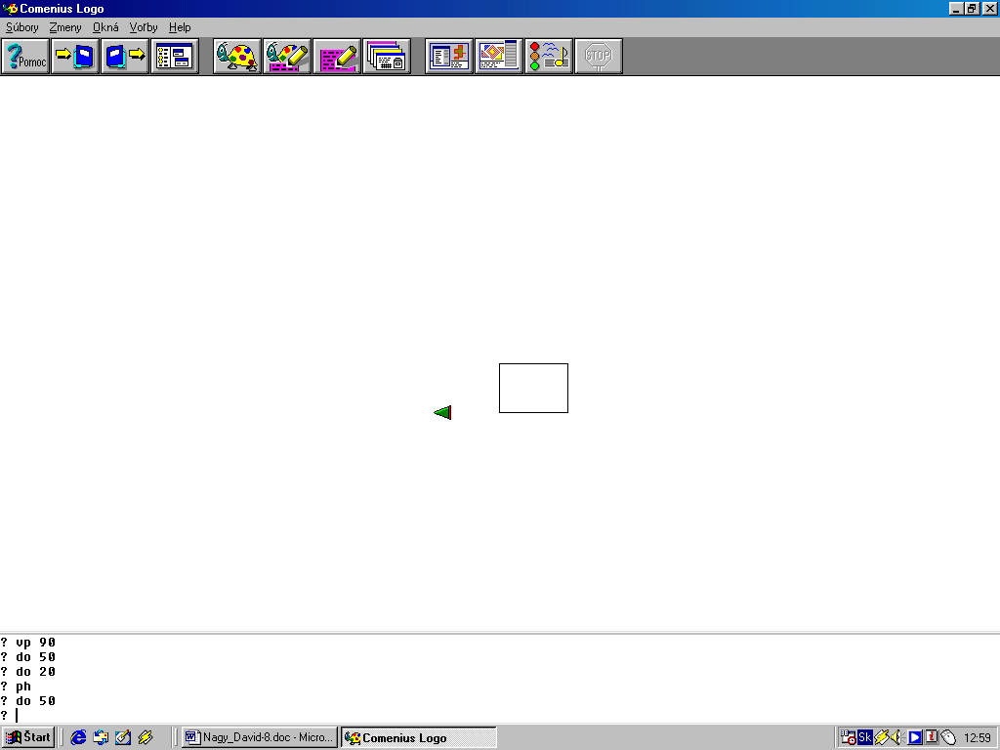 Comenius Logo
Súbory Zmeny Okná Voľby Help
Pomoc STOP
? vp 90
? do 50
? do 20
? ph
? do 50
?
Štart Nagy_David-8.doc - Micro... Comenius Logo Sk 12:59